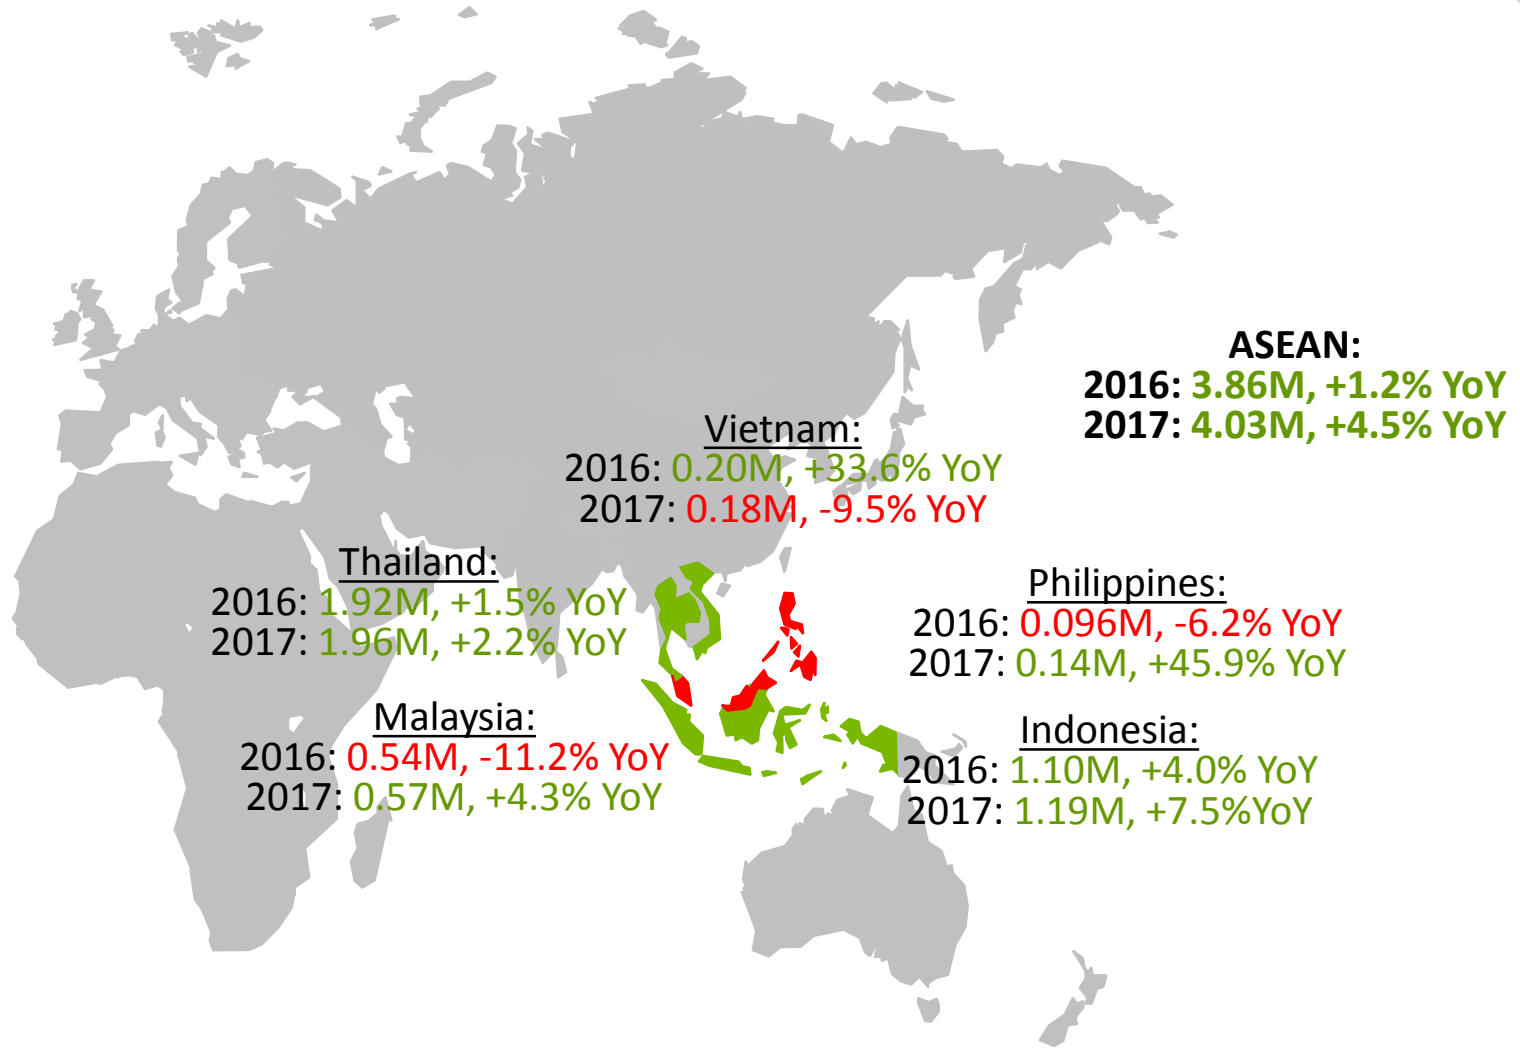 ASEAN:
2016: 3.86M, +1.2% YoY
2017: 4.03M, +4.5% YoY
Vietnam:
2016: 0.20M, +33.6% YoY
2017: 0.18M, -9.5% YoY
Thailand:
2016: 1.92M, +1.5% YoY
2017: 1.96M, +2.2% YoY
Philippines:
2016: 0.096M, -6.2% YoY
2017: 0.14M, +45.9% YoY
Malaysia:
2016: 0.54M, -11.2% YoY
2017: 0.57M, +4.3% YoY
Indonesia:
2016: 1.10M, +4.0% YoY
2017: 1.19M, +7.5%YoY